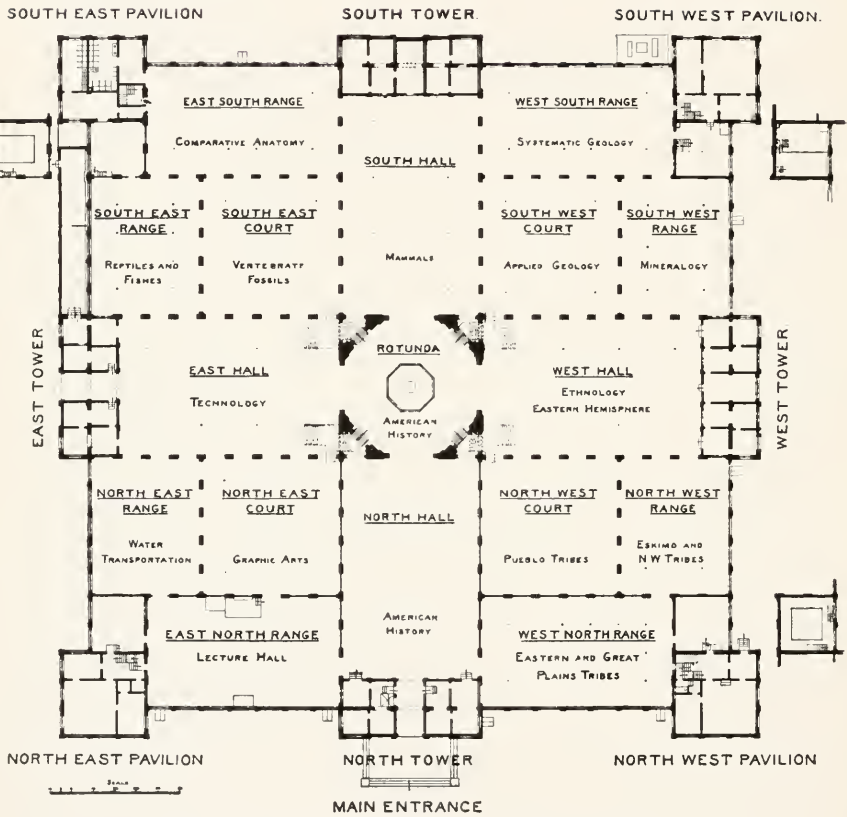 SOUTH EAST PAVILION
SOUTH TOWER.
SOUTH WEST PAVILION.
EAST SOUTH RANGE
COMPARATIVE ANATOMY
SOUTH HALL
MAMMALS
WEST SOUTH RANGE
SYSTEMATIC GEOLOGY
SOUTH EAST
RANGE.
REPTILES AND
FISHES
SOUTH EAST
COURT
VERTEBRATE
FOSSILS
SOUTH WEST
COURT
APPLIED GEOLOGY
SOUTH WEST
RANGE
MINERALOGY
EAST TOWER
EAST HALL
TECHNOLOGY
ROTUNDA
AMERICAN
HISTORY
WEST HALL
ETHNOLOGY
EASTERN HEMISPHERE
WEST TOWER
NORTH EAST
RANGE
WATER
TRANSPORTATION
NORTH EAST
COURT
GRAPHIC ARTS
NORTH HALL
AMERICAN
HISTORY
NORTH WEST
COURT
PUEBLO TRIBES
NORTH WEST
RANGE
ESKIMO AND
N W TRIBES
EAST NORTH RANGE
LECTURE HALL
WEST NORTH RANGE
EASTERN AND GREAT
PLAINS TRIBES
NORTH EAST PAVILION
NORTH TOWER
NORTH WEST PAVILION
SCALE
MAIN ENTRANCE